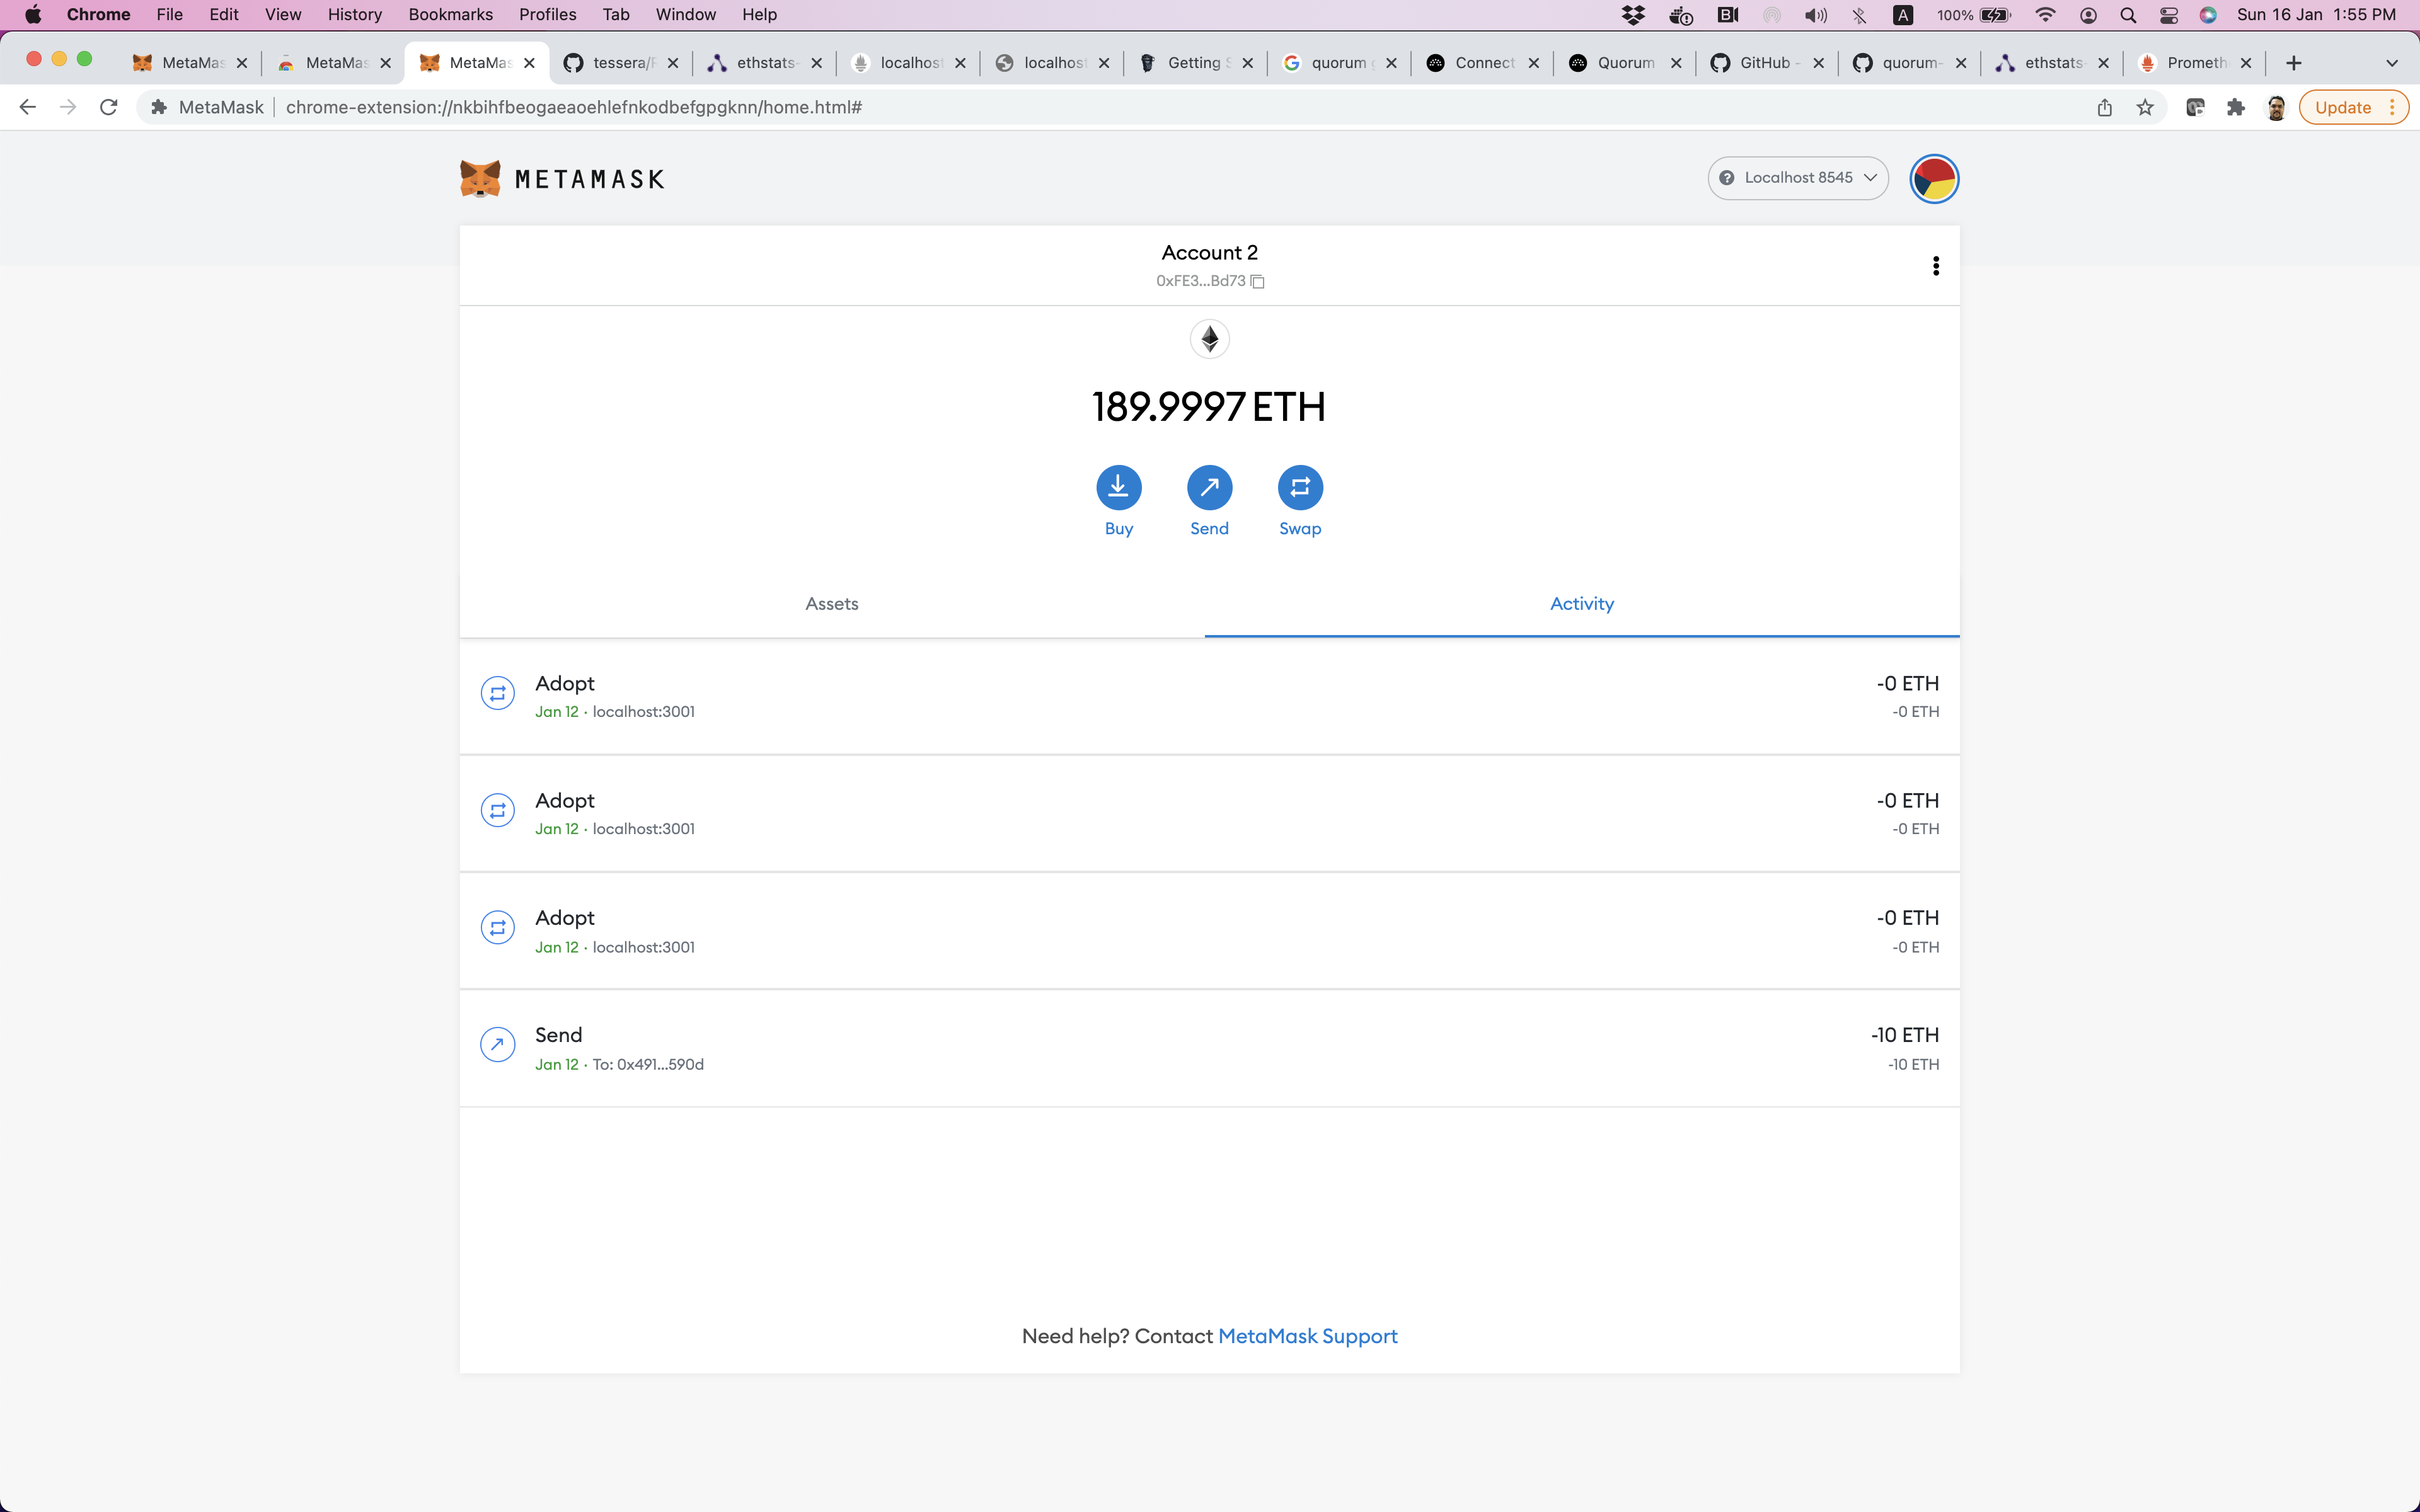 Chrome File Edit View History Bookmarks Profiles Tab Window Help B A 100% Sun 16 Jan 1:55 PM
MetaMas MetaMas MetaMas tessera/ ethstats- localhost localhost Getting quorum Connect Quorum GitHub - quorum- ethstats- Prometh
MetaMask chrome-extension://nkbihfbeogaeaoehlefnkodbefgpgknn/home.html# Update
METAMASK
Localhost 8545
Account 2
0xFE3...Bd73
189.9997 ETH
Buy Send Swap
Assets Activity
Adopt -0 ETH
Jan 12 · localhost:3001 -0 ETH
Adopt -0 ETH
Jan 12 · localhost:3001 -0 ETH
Adopt -0 ETH
Jan 12 · localhost:3001 -0 ETH
Send -10 ETH
Jan 12 · To: 0x491...590d -10 ETH
Need help? Contact MetaMask Support